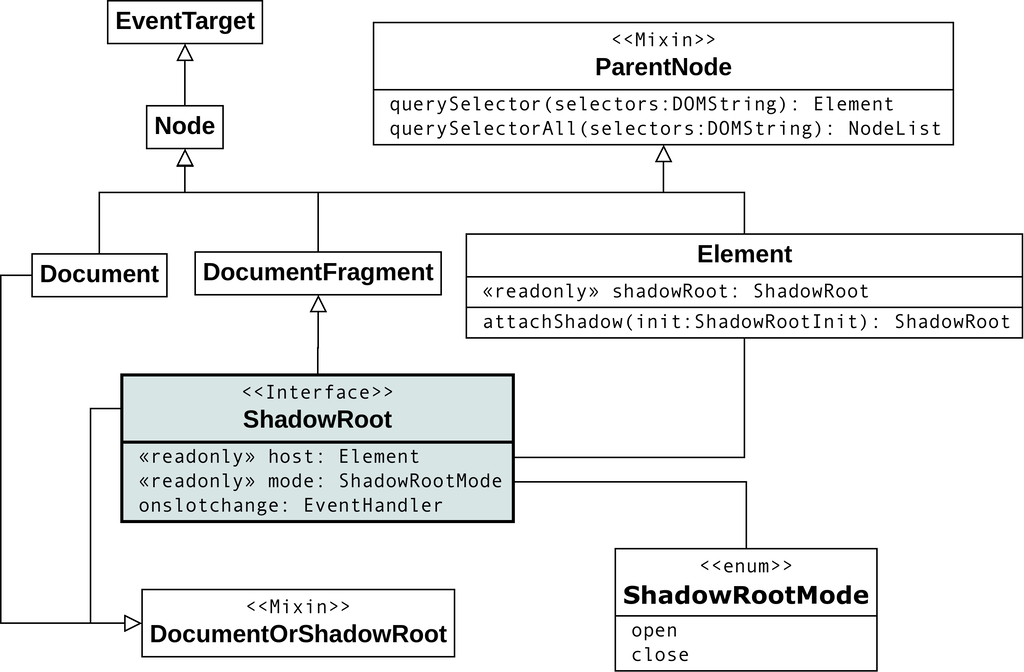 EventTarget
<<Mixin>>
ParentNode
querySelector(selectors:DOMString): Element
querySelectorAll(selectors:DOMString): NodeList
Node
Document
DocumentFragment
Element
«readonly» shadowRoot: ShadowRoot
attachShadow(init:ShadowRootInit): ShadowRoot
<<Interface>>
ShadowRoot
«readonly» host: Element
«readonly» mode: ShadowRootMode
onslotchange: EventHandler
<<Mixin>>
DocumentOrShadowRoot
<<enum>>
ShadowRootMode
open
close